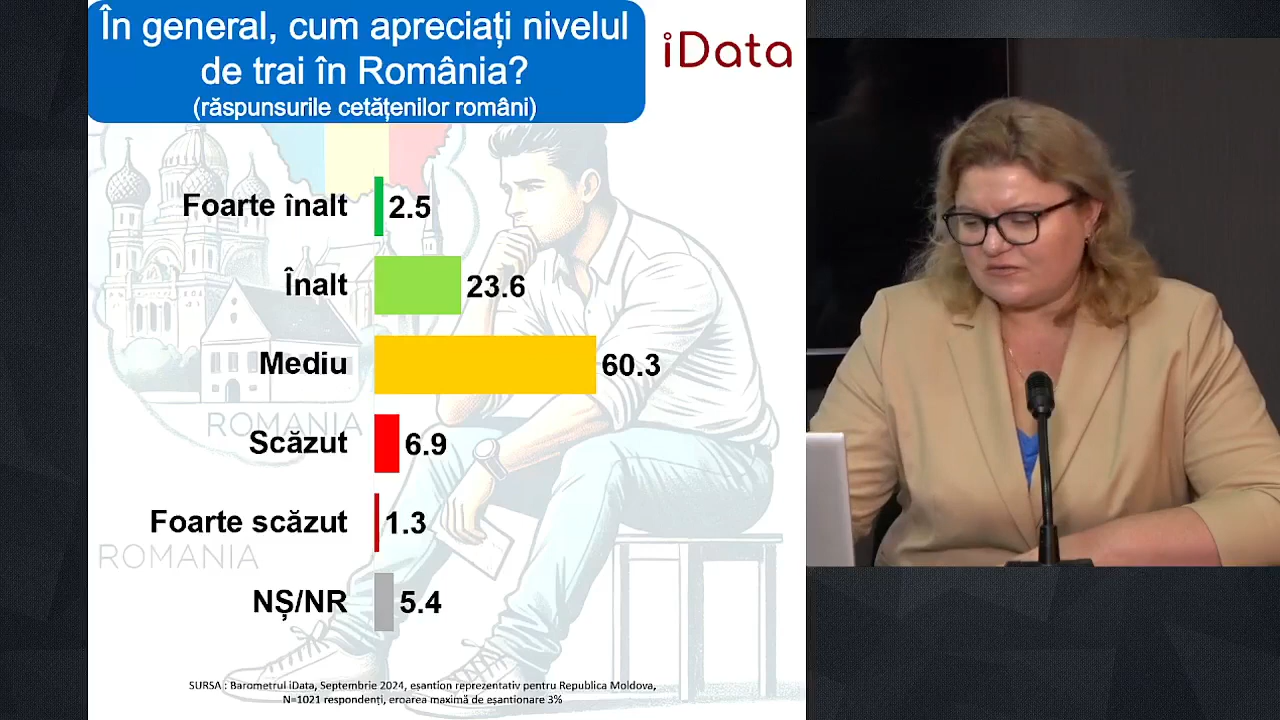 În general, cum apreciați nivelul
de trai în România?
(răspunsurile cetățenilor români)
iData
Foarte înalt 2.5
Înalt 23.6
Mediu 60.3
Scăzut 6.9
Foarte scăzut 1.3
NȘ/NR 5.4
ROMANIA
ROMANIA
SURSA : Barometrul iData, Septembrie 2024, eșantion reprezentativ pentru Republica Moldova,
N=1021 respondenți, eroarea maximă de eșantionare 3%